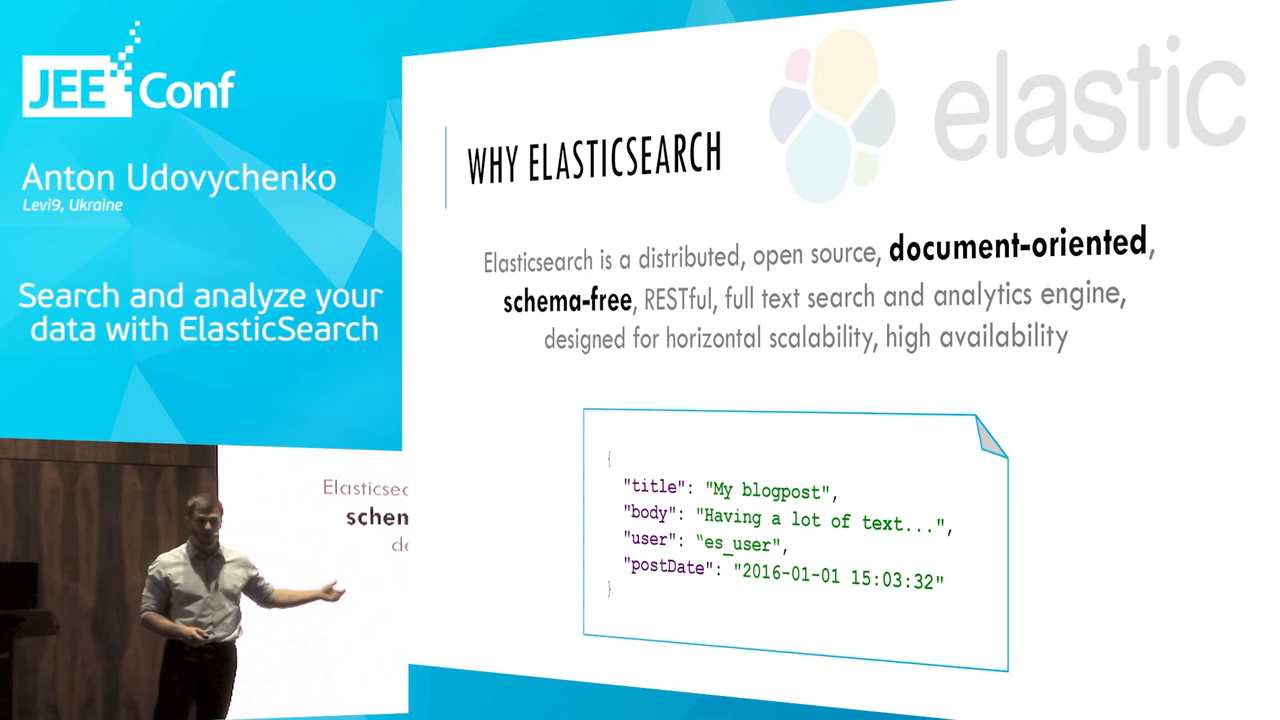 JEE Conf
Anton Udovychenko
Levi9, Ukraine
Search and analyze your
data with ElasticSearch
elastic
WHY ELASTICSEARCH
Elasticsearch is a distributed, open source, document-oriented,
schema-free, RESTful, full text search and analytics engine,
designed for horizontal scalability, high availability
{
"title": "My blogpost",
"body": "Having a lot of text...",
"user": “es_user",
"postDate": "2016-01-01 15:03:32"
}
Elasticsec
schem
de